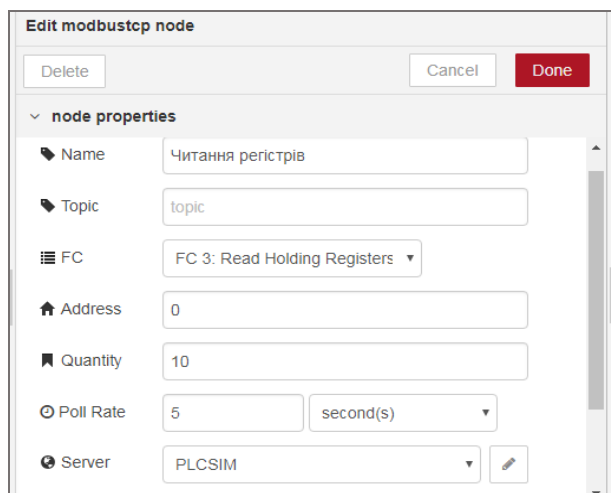 Edit modbustcp node
Delete Cancel Done
node properties
Name Читання регістрів
Topic topic
FC FC 3: Read Holding Registers
Address 0
Quantity 10
Poll Rate 5 second(s)
Server PLCSIM